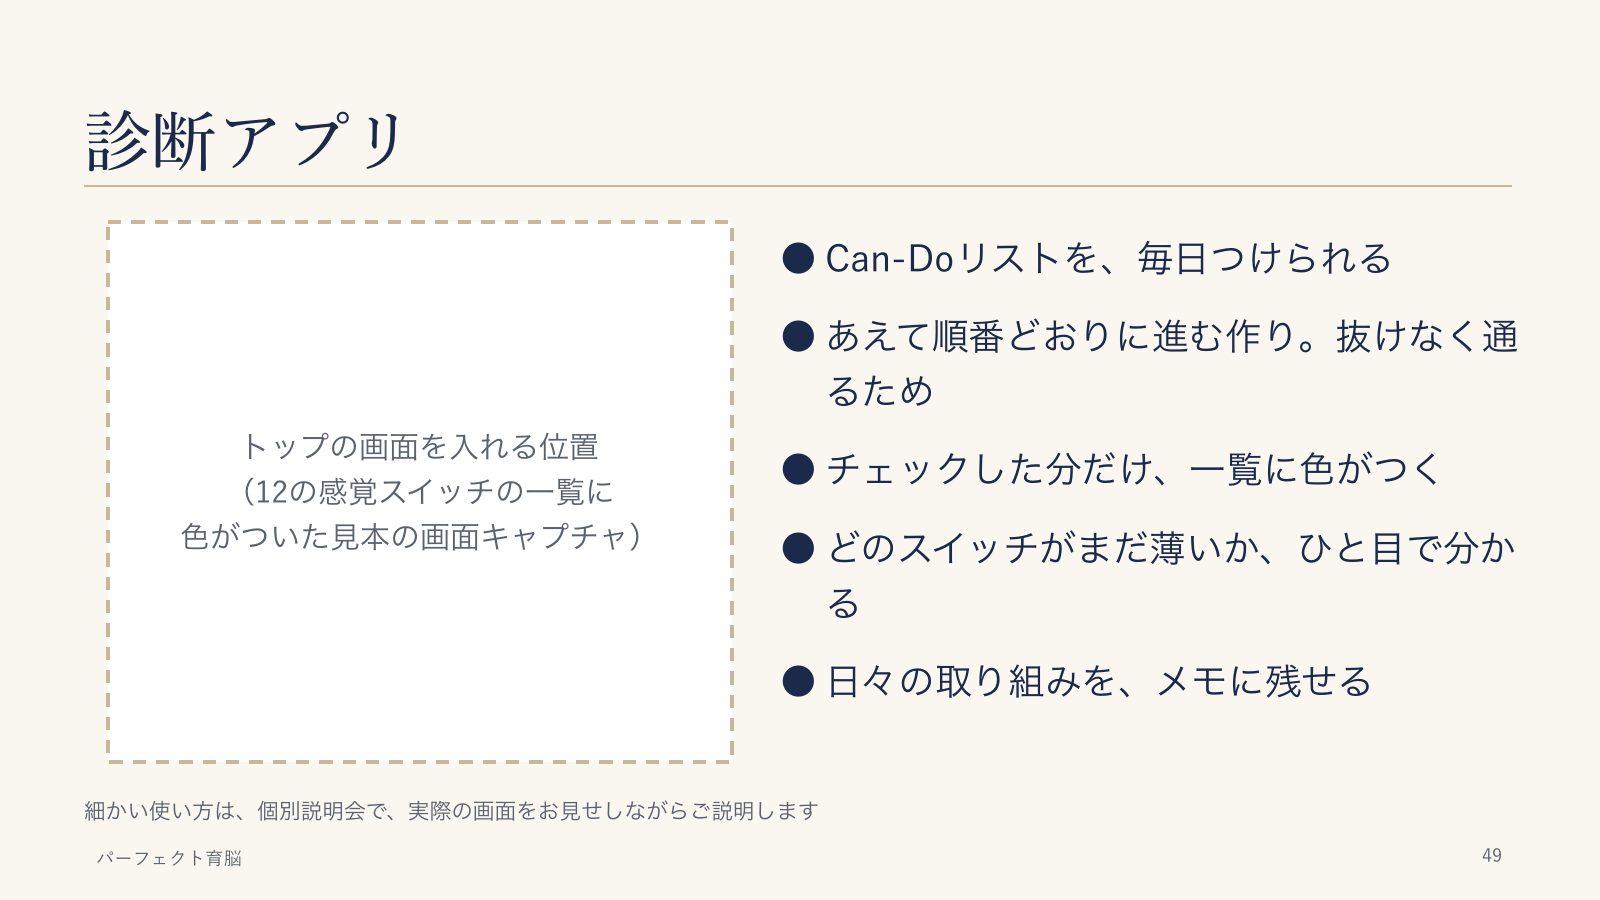 診断アプリ
トップの画面を入れる位置
（12の感覚スイッチの一覧に
色がついた見本の画面キャプチャ）
● Can-Doリストを、毎日つけられる
● あえて順番どおりに進む作り。抜けなく通
るため
● チェックした分だけ、一覧に色がつく
● どのスイッチがまだ薄いか、ひと目で分か
る
● 日々の取り組みを、メモに残せる
細かい使い方は、個別説明会で、実際の画面をお見せしながらご説明します
パーフェクト育脳
49